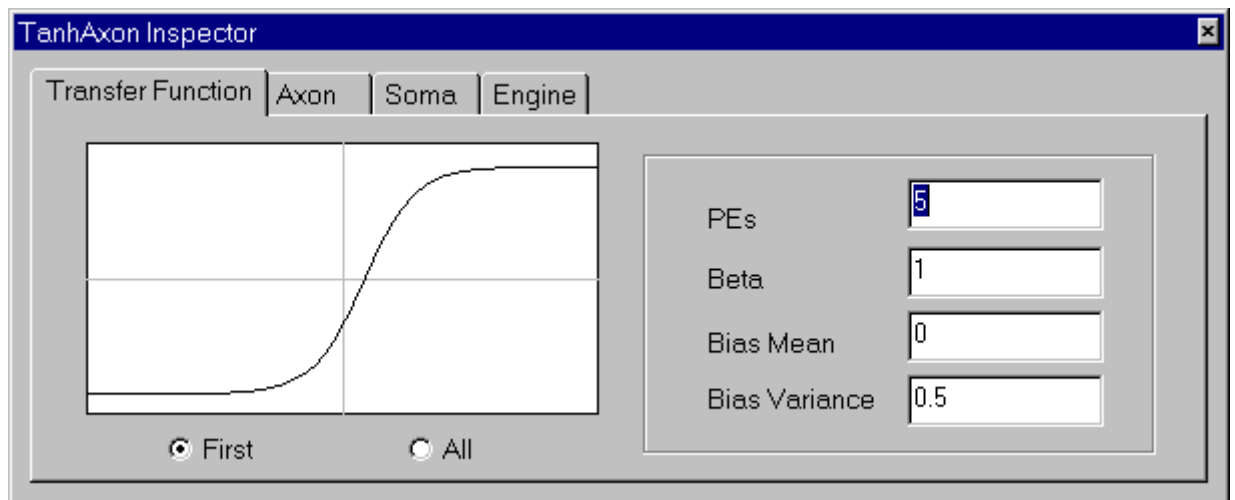 TanhAxon Inspector
Transfer Function Axon Soma Engine
PEs 5
Beta 1
Bias Mean 0
Bias Variance 0.5
First All